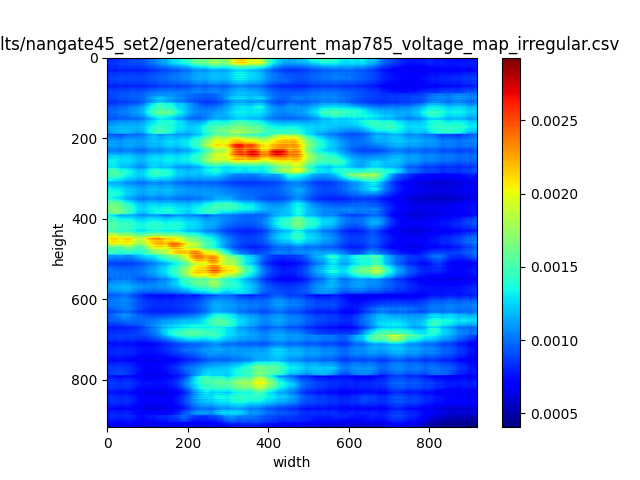 lts/nangate45_set2/generated/current_map785_voltage_map_irregular.csv
0
200
400
600
800
height
0 200 400 600 800
width
0.0025
0.0020
0.0015
0.0010
0.0005